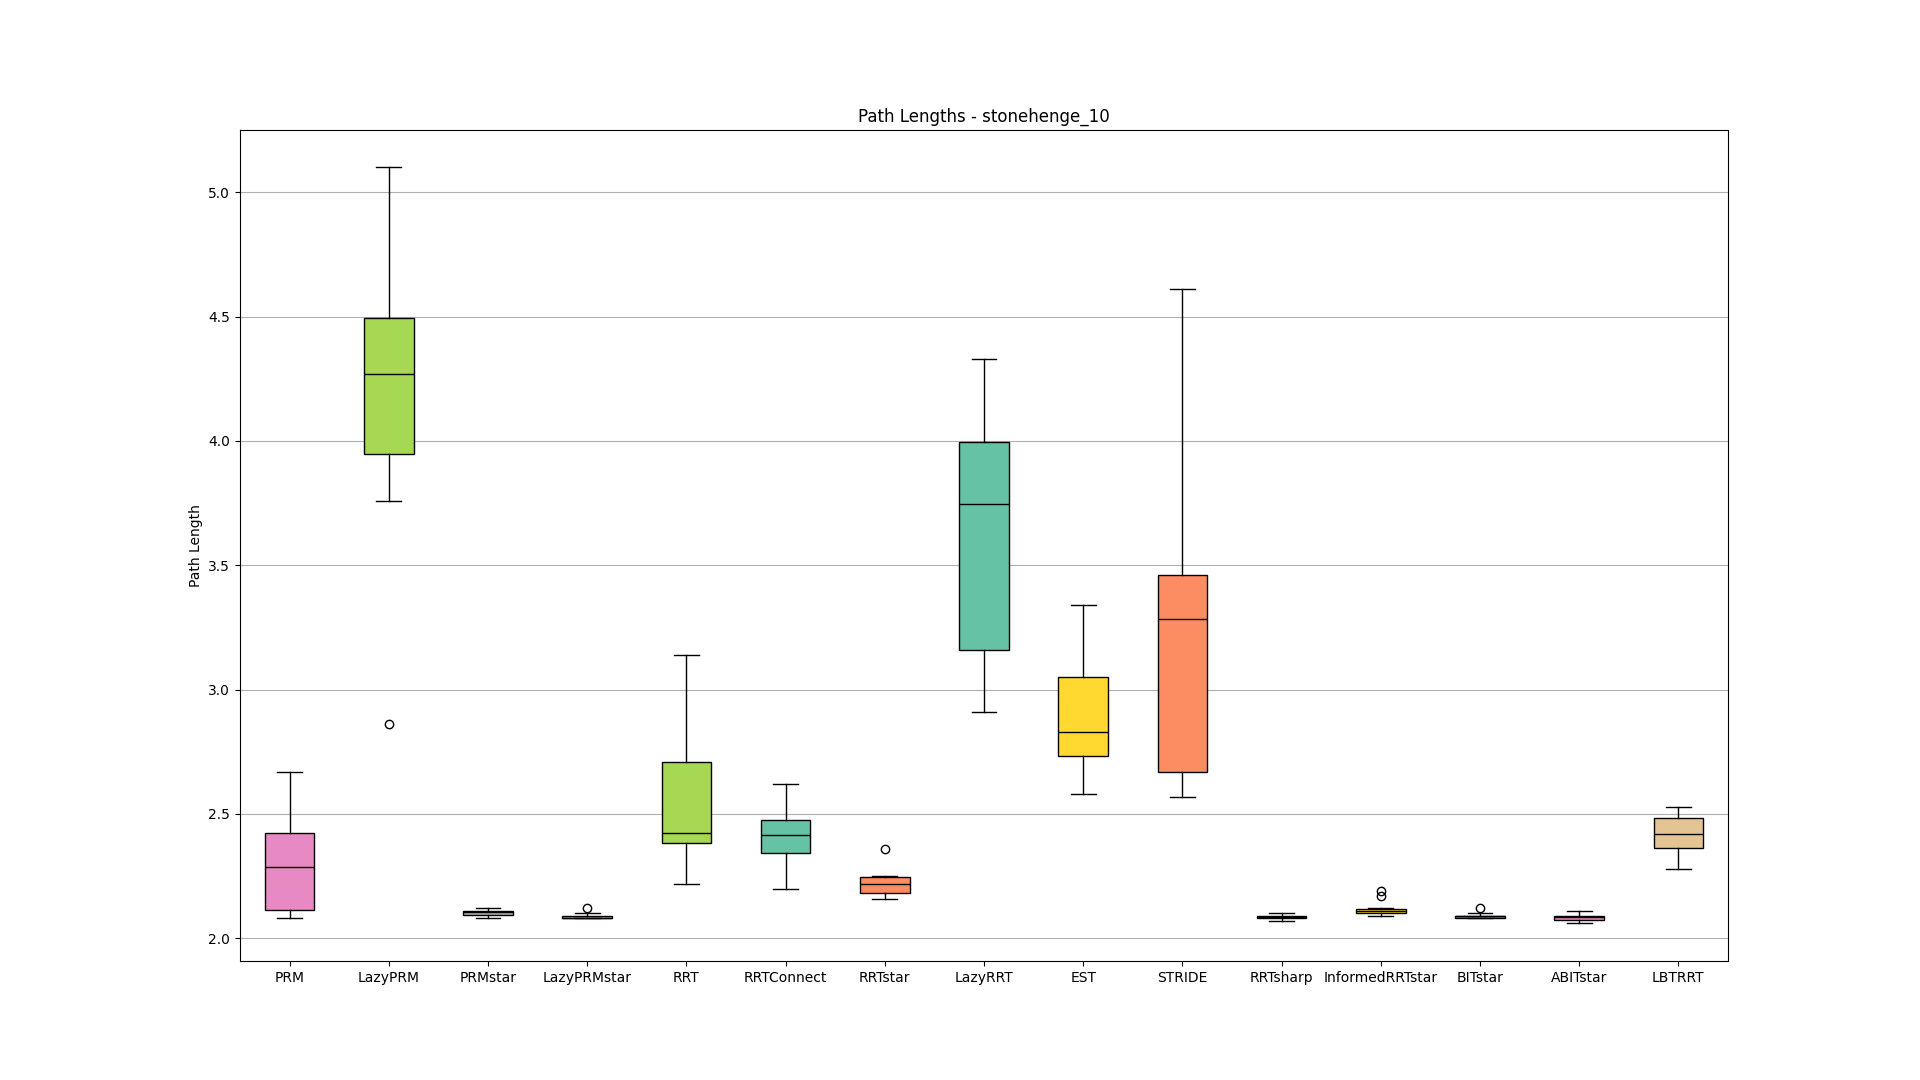 Path Lengths - stonehenge_10
Path Length
5.0
4.5
4.0
3.5
3.0
2.5
2.0
PRM LazyPRM PRMstar LazyPRMstar RRT RRTConnect RRTstar LazyRRT EST STRIDE RRTsharp InformedRRTstar BITstar ABITstar LBTRRT